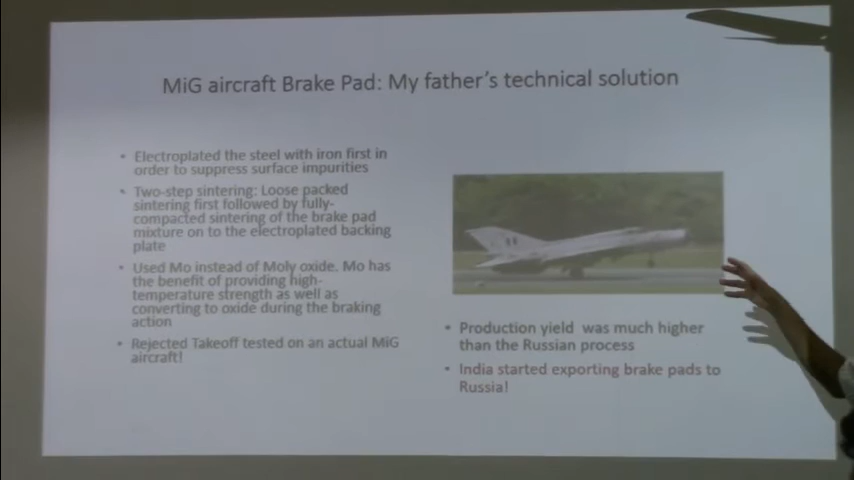 MiG aircraft Brake Pad: My father's technical solution
• Electroplated the steel with iron first in
order to suppress surface impurities
• Two-step sintering: Loose packed
sintering first followed by fully-
compacted sintering of the brake pad
mixture on to the electroplated backing
plate
• Used Mo instead of Moly oxide. Mo has
the benefit of providing high-
temperature strength as well as
converting to oxide during the braking
action
• Rejected Takeoff tested on an actual MiG
aircraft!
• Production yield was much higher
than the Russian process
• India started exporting brake pads to
Russia!